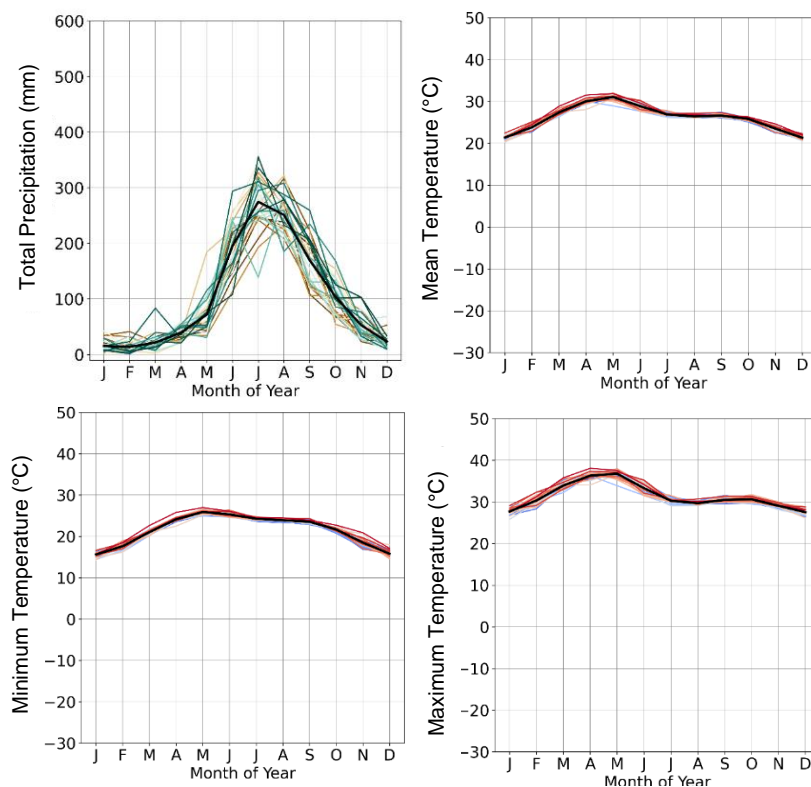 Total Precipitation (mm)
600
500
400
300
200
100
0
J F M A M J J A S O N D
Month of Year
Mean Temperature (°C)
50
40
30
20
10
0
−10
−20
−30
J F M A M J J A S O N D
Month of Year
Minimum Temperature (°C)
50
40
30
20
10
0
−10
−20
−30
J F M A M J J A S O N D
Month of Year
Maximum Temperature (°C)
50
40
30
20
10
0
−10
−20
−30
J F M A M J J A S O N D
Month of Year